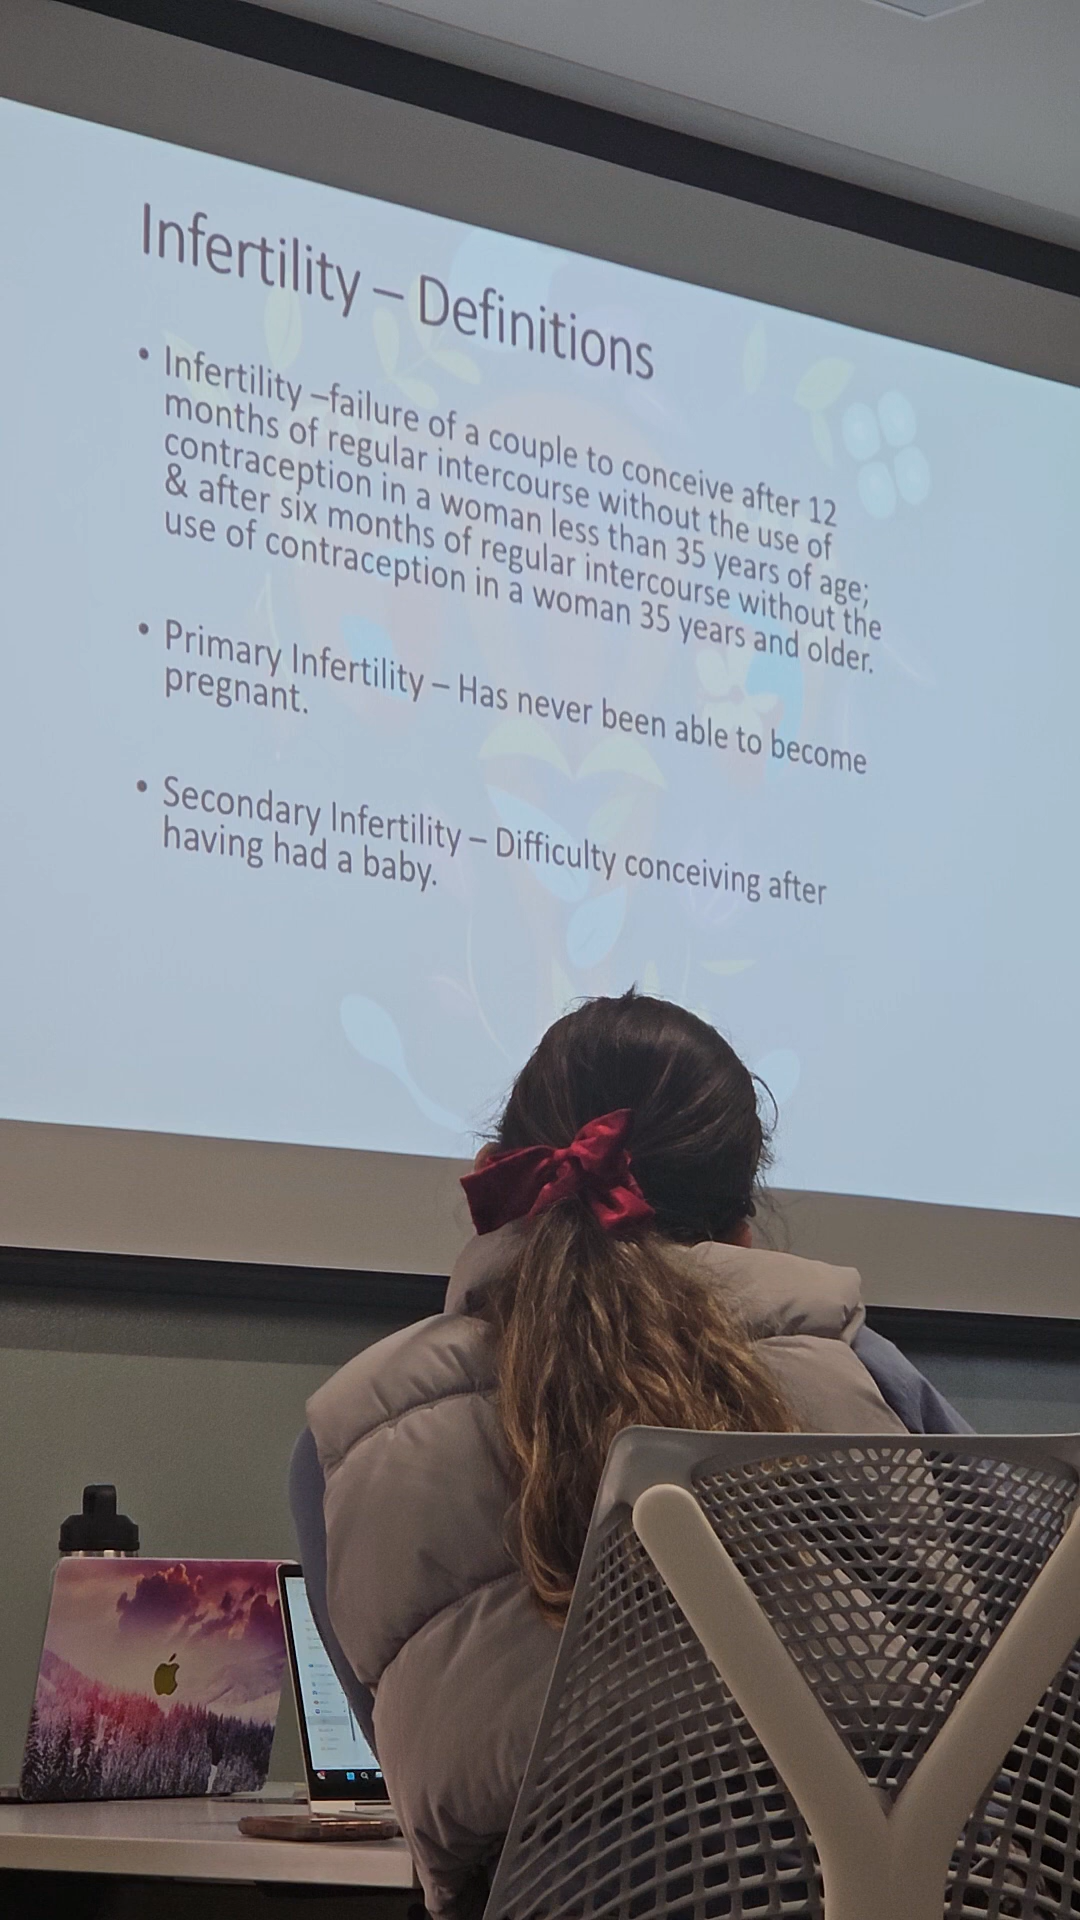 Infertility – Definitions
• Infertility –failure of a couple to conceive after 12
months of regular intercourse without the use of
contraception in a woman less than 35 years of age;
& after six months of regular intercourse without the
use of contraception in a woman 35 years and older.
• Primary Infertility – Has never been able to become
pregnant.
• Secondary Infertility – Difficulty conceiving after
having had a baby.